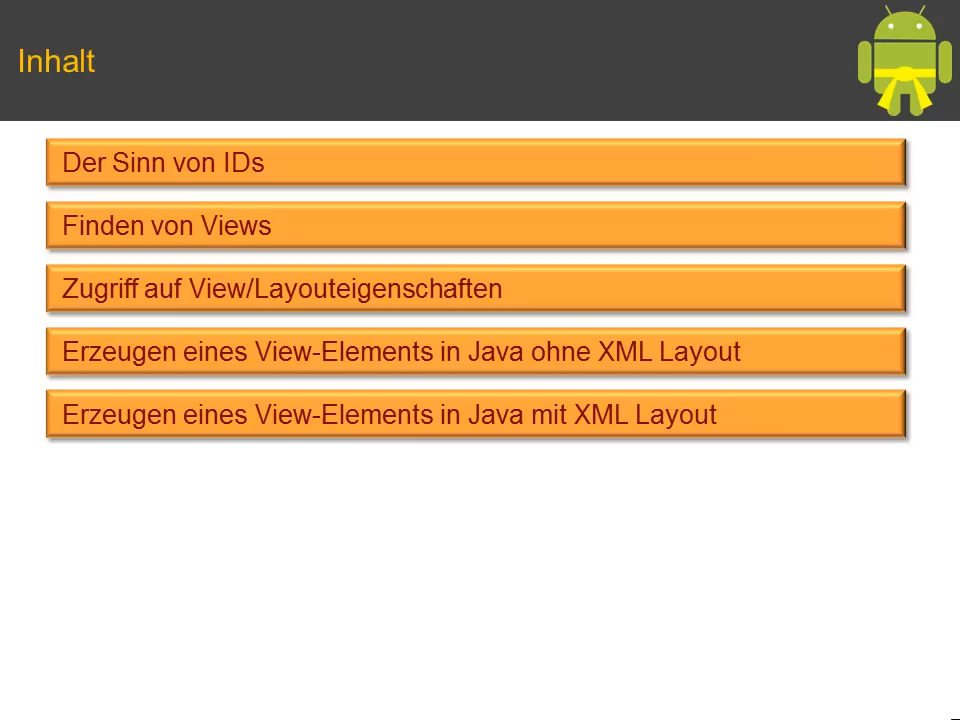 Inhalt
Der Sinn von IDs
Finden von Views
Zugriff auf View/Layouteigenschaften
Erzeugen eines View-Elements in Java ohne XML Layout
Erzeugen eines View-Elements in Java mit XML Layout